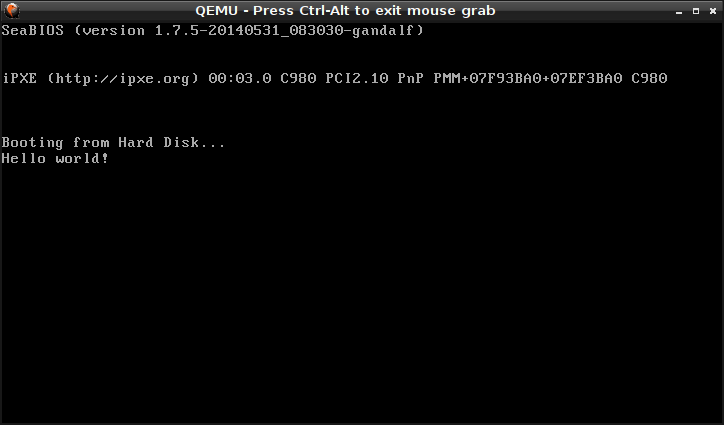 QEMU - Press Ctrl-Alt to exit mouse grab
SeaBIOS (version 1.7.5-20140531_083030-gandalf)
iPXE (http://ipxe.org) 00:03.0 C980 PCI2.10 PnP PMM+07F93BA0+07EF3BA0 C980
Booting from Hard Disk...
Hello world!